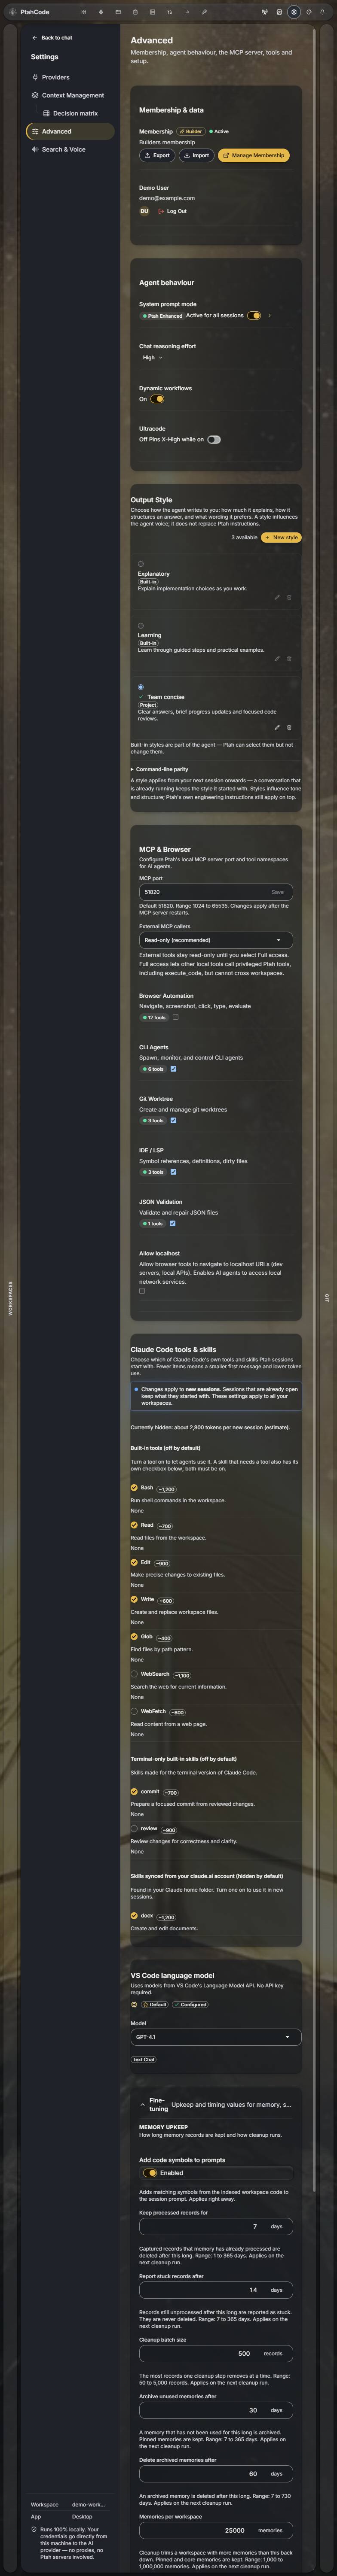 PtahCode
Back to chat
Settings
Providers
Context Management
Decision matrix
Advanced
Search & Voice
Advanced
Membership, agent behaviour, the MCP server, tools, and
setup.
Membership & data
Membership Builder Active
Builders membership
Export Import Manage Membership
Demo User
demo@example.com
DU Log Out
Agent behaviour
System prompt mode
Ptah Enhanced Active for all sessions
Chat reasoning effort
High
Dynamic workflows
On
Ultracode
Off Pins X-High while on
Output Style
Choose how the agent writes to you: how much it explains, how it
structures an answer, and what wording it prefers. A style influences
the agent voice; it does not replace Ptah instructions.
3 available + New style
Explanatory
Built-in
Explain implementation choices as you work.
Learning
Built-in
Learn through guided steps and practical examples.
Team concise
Project
Clear answers, brief progress updates and focused code
reviews.
Built-in styles are part of the agent — Ptah can select them but not
change them.
Command-line parity
A style applies from your next session onwards — a conversation that
is already running keeps the style it started with. Styles influence tone
and structure; Ptah's own engineering instructions still apply on top.
MCP & Browser
Configure Ptah's local MCP server port and tool namespaces
for AI agents.
MCP port
51820 Save
Default 51820. Range 1024 to 65535. Changes apply after the
MCP server restarts.
External MCP callers
Read-only (recommended)
External tools stay read-only until you select Full access.
Full access lets other local tools call privileged Ptah tools,
including execute_code, but cannot cross workspaces.
Browser Automation
Navigate, screenshot, click, type, evaluate
12 tools
CLI Agents
Spawn, monitor, and control CLI agents
6 tools
Git Worktree
Create and manage git worktrees
3 tools
IDE / LSP
Symbol references, definitions, dirty files
3 tools
JSON Validation
Validate and repair JSON files
1 tools
Allow localhost
Allow browser tools to navigate to localhost URLs (dev
servers, local APIs). Enables AI agents to access local
network services.
WORKSPACES
GIT
Claude Code tools & skills
Choose which of Claude Code's own tools and skills Ptah sessions
start with. Fewer items means a smaller first message and lower token
use.
Changes apply to new sessions. Sessions that are already open
keep what they started with. These settings apply to all your
workspaces.
Currently hidden: about 2,800 tokens per new session (estimate).
Built-in tools (off by default)
Turn a tool on to let agents use it. A skill that needs a tool also has its
own checkbox below; both must be on.
Bash ~1,200
Run shell commands in the workspace.
None
Read ~700
Read files from the workspace.
None
Edit ~900
Make precise changes to existing files.
None
Write ~600
Create and replace workspace files.
None
Glob ~400
Find files by path pattern.
None
WebSearch ~1,100
Search the web for current information.
None
WebFetch ~800
Read content from a web page.
None
Terminal-only built-in skills (off by default)
Skills made for the terminal version of Claude Code.
commit ~700
Prepare a focused commit from reviewed changes.
None
review ~900
Review changes for correctness and clarity.
None
Skills synced from your claude.ai account (hidden by default)
Found in your Claude home folder. Turn one on to use it in new
sessions.
docx ~1,200
Create and edit documents.
VS Code language model
Uses models from VS Code's Language Model API. No API key
required.
Default Configured
Model
GPT-4.1
Text Chat
Fine-
tuning
Upkeep and timing values for memory, s...
MEMORY UPKEEP
How long memory records are kept and how cleanup runs.
Add code symbols to prompts
Enabled
Adds matching symbols from the indexed workspace code to
the session prompt. Applies right away.
Keep processed records for
7 days
Captured records that memory has already processed are
deleted after this long. Range: 1 to 365 days. Applies on the
next cleanup run.
Report stuck records after
14 days
Records still unprocessed after this long are reported as stuck.
They are never deleted. Range: 7 to 365 days. Applies on the
next cleanup run.
Cleanup batch size
500 records
The most records one cleanup step removes at a time. Range:
50 to 5,000 records. Applies on the next cleanup run.
Archive unused memories after
30 days
A memory that has not been used for this long is archived.
Pinned memories are kept. Range: 7 to 365 days. Applies on
the next cleanup run.
Delete archived memories after
60 days
An archived memory is deleted after this long. Range: 7 to 730
days. Applies on the next cleanup run.
Memories per workspace
25000 memories
Cleanup trims a workspace with more memories than this back
down. Pinned and core memories are kept. Range: 1,000 to
1,000,000 memories. Applies on the next cleanup run.
Workspace demo-work...
App Desktop
Runs 100% locally. Your
credentials go directly from
this machine to the AI
provider — no proxies, no
Ptah servers involved.